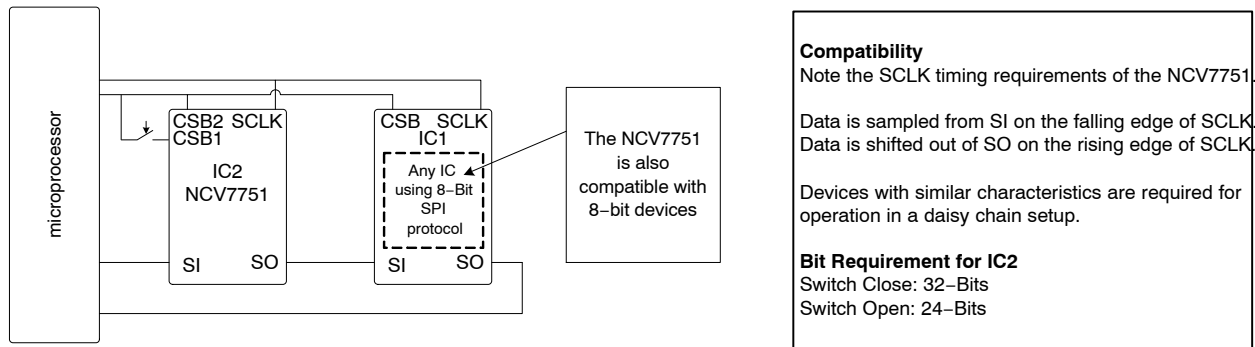 microprocessor
CSB2 SCLK
CSB1
IC2
NCV7751
SI SO
CSB SCLK
IC1
Any IC
using 8−Bit
SPI
protocol
SI SO
The NCV7751
is also
compatible with
8−bit devices
Compatibility
Note the SCLK timing requirements of the NCV7751.
Data is sampled from SI on the falling edge of SCLK.
Data is shifted out of SO on the rising edge of SCLK.
Devices with similar characteristics are required for
operation in a daisy chain setup.
Bit Requirement for IC2
Switch Close: 32−Bits
Switch Open: 24−Bits